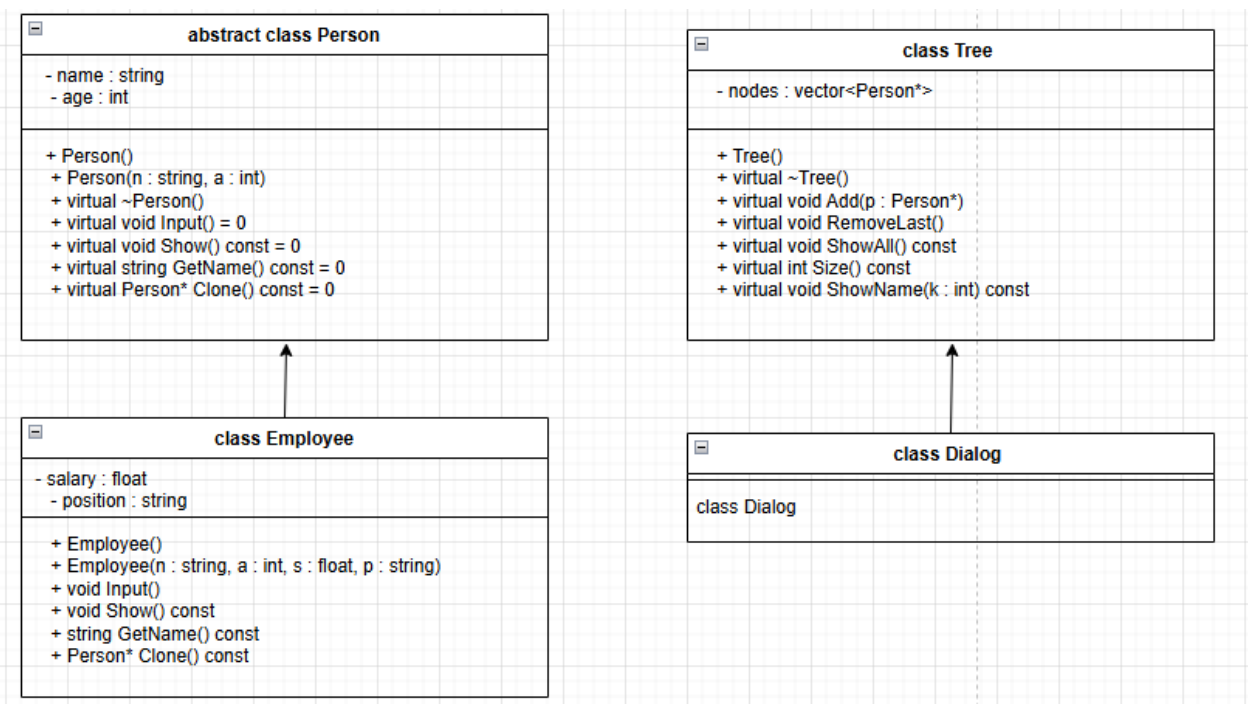 abstract class Person
- name : string
- age : int
+ Person()
+ Person(n : string, a : int)
+ virtual ~Person()
+ virtual void Input() = 0
+ virtual void Show() const = 0
+ virtual string GetName() const = 0
+ virtual Person* Clone() const = 0
class Employee
- salary : float
- position : string
+ Employee()
+ Employee(n : string, a : int, s : float, p : string)
+ void Input()
+ void Show() const
+ string GetName() const
+ Person* Clone() const
class Tree
- nodes : vector<Person*>
+ Tree()
+ virtual ~Tree()
+ virtual void Add(p : Person*)
+ virtual void RemoveLast()
+ virtual void ShowAll() const
+ virtual int Size() const
+ virtual void ShowName(k : int) const
class Dialog
class Dialog